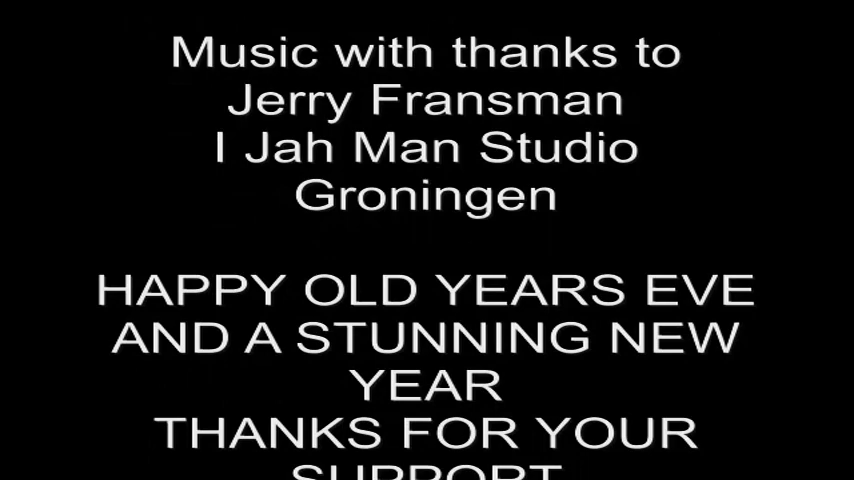 Music with thanks to
Jerry Fransman
I Jah Man Studio
Groningen
HAPPY OLD YEARS EVE
AND A STUNNING NEW
YEAR
THANKS FOR YOUR
SUPPORT